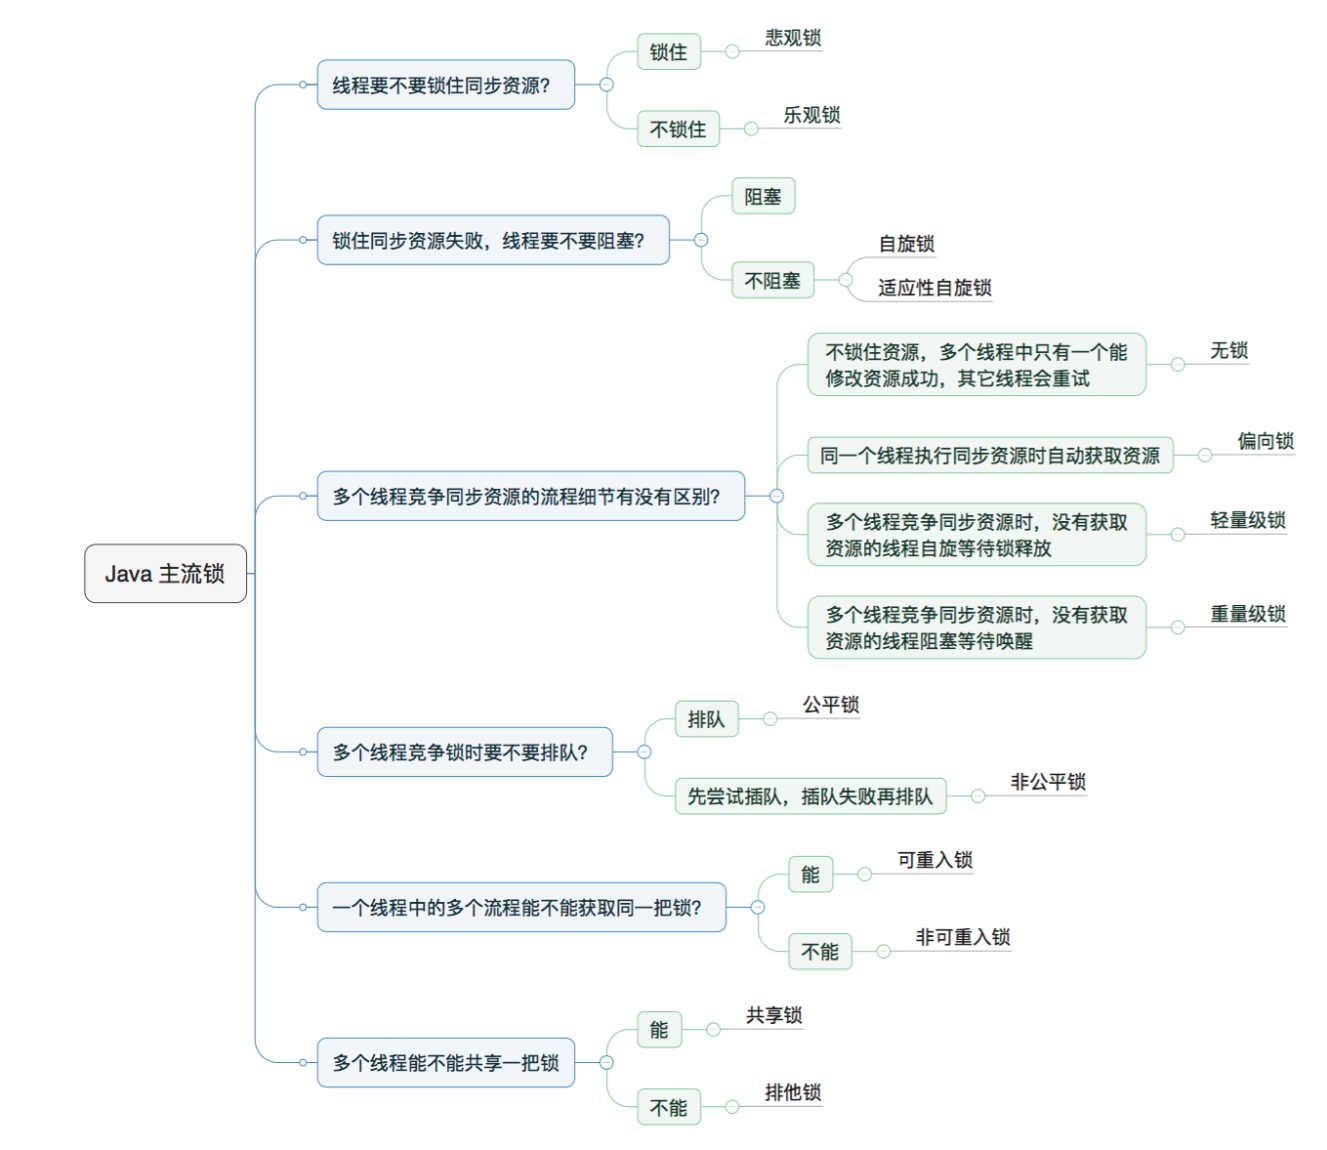 Java 主流锁
线程要不要锁住同步资源？
锁住
悲观锁
不锁住
乐观锁
锁住同步资源失败，线程要不要阻塞？
阻塞
不阻塞
自旋锁
适应性自旋锁
多个线程竞争同步资源的流程细节有没有区别？
不锁住资源，多个线程中只有一个能
修改资源成功，其它线程会重试
无锁
同一个线程执行同步资源时自动获取资源
偏向锁
多个线程竞争同步资源时，没有获取
资源的线程自旋等待锁释放
轻量级锁
多个线程竞争同步资源时，没有获取
资源的线程阻塞等待唤醒
重量级锁
多个线程竞争锁时要不要排队？
排队
公平锁
先尝试插队，插队失败再排队
非公平锁
一个线程中的多个流程能不能获取同一把锁？
能
可重入锁
不能
非可重入锁
多个线程能不能共享一把锁
能
共享锁
不能
排他锁